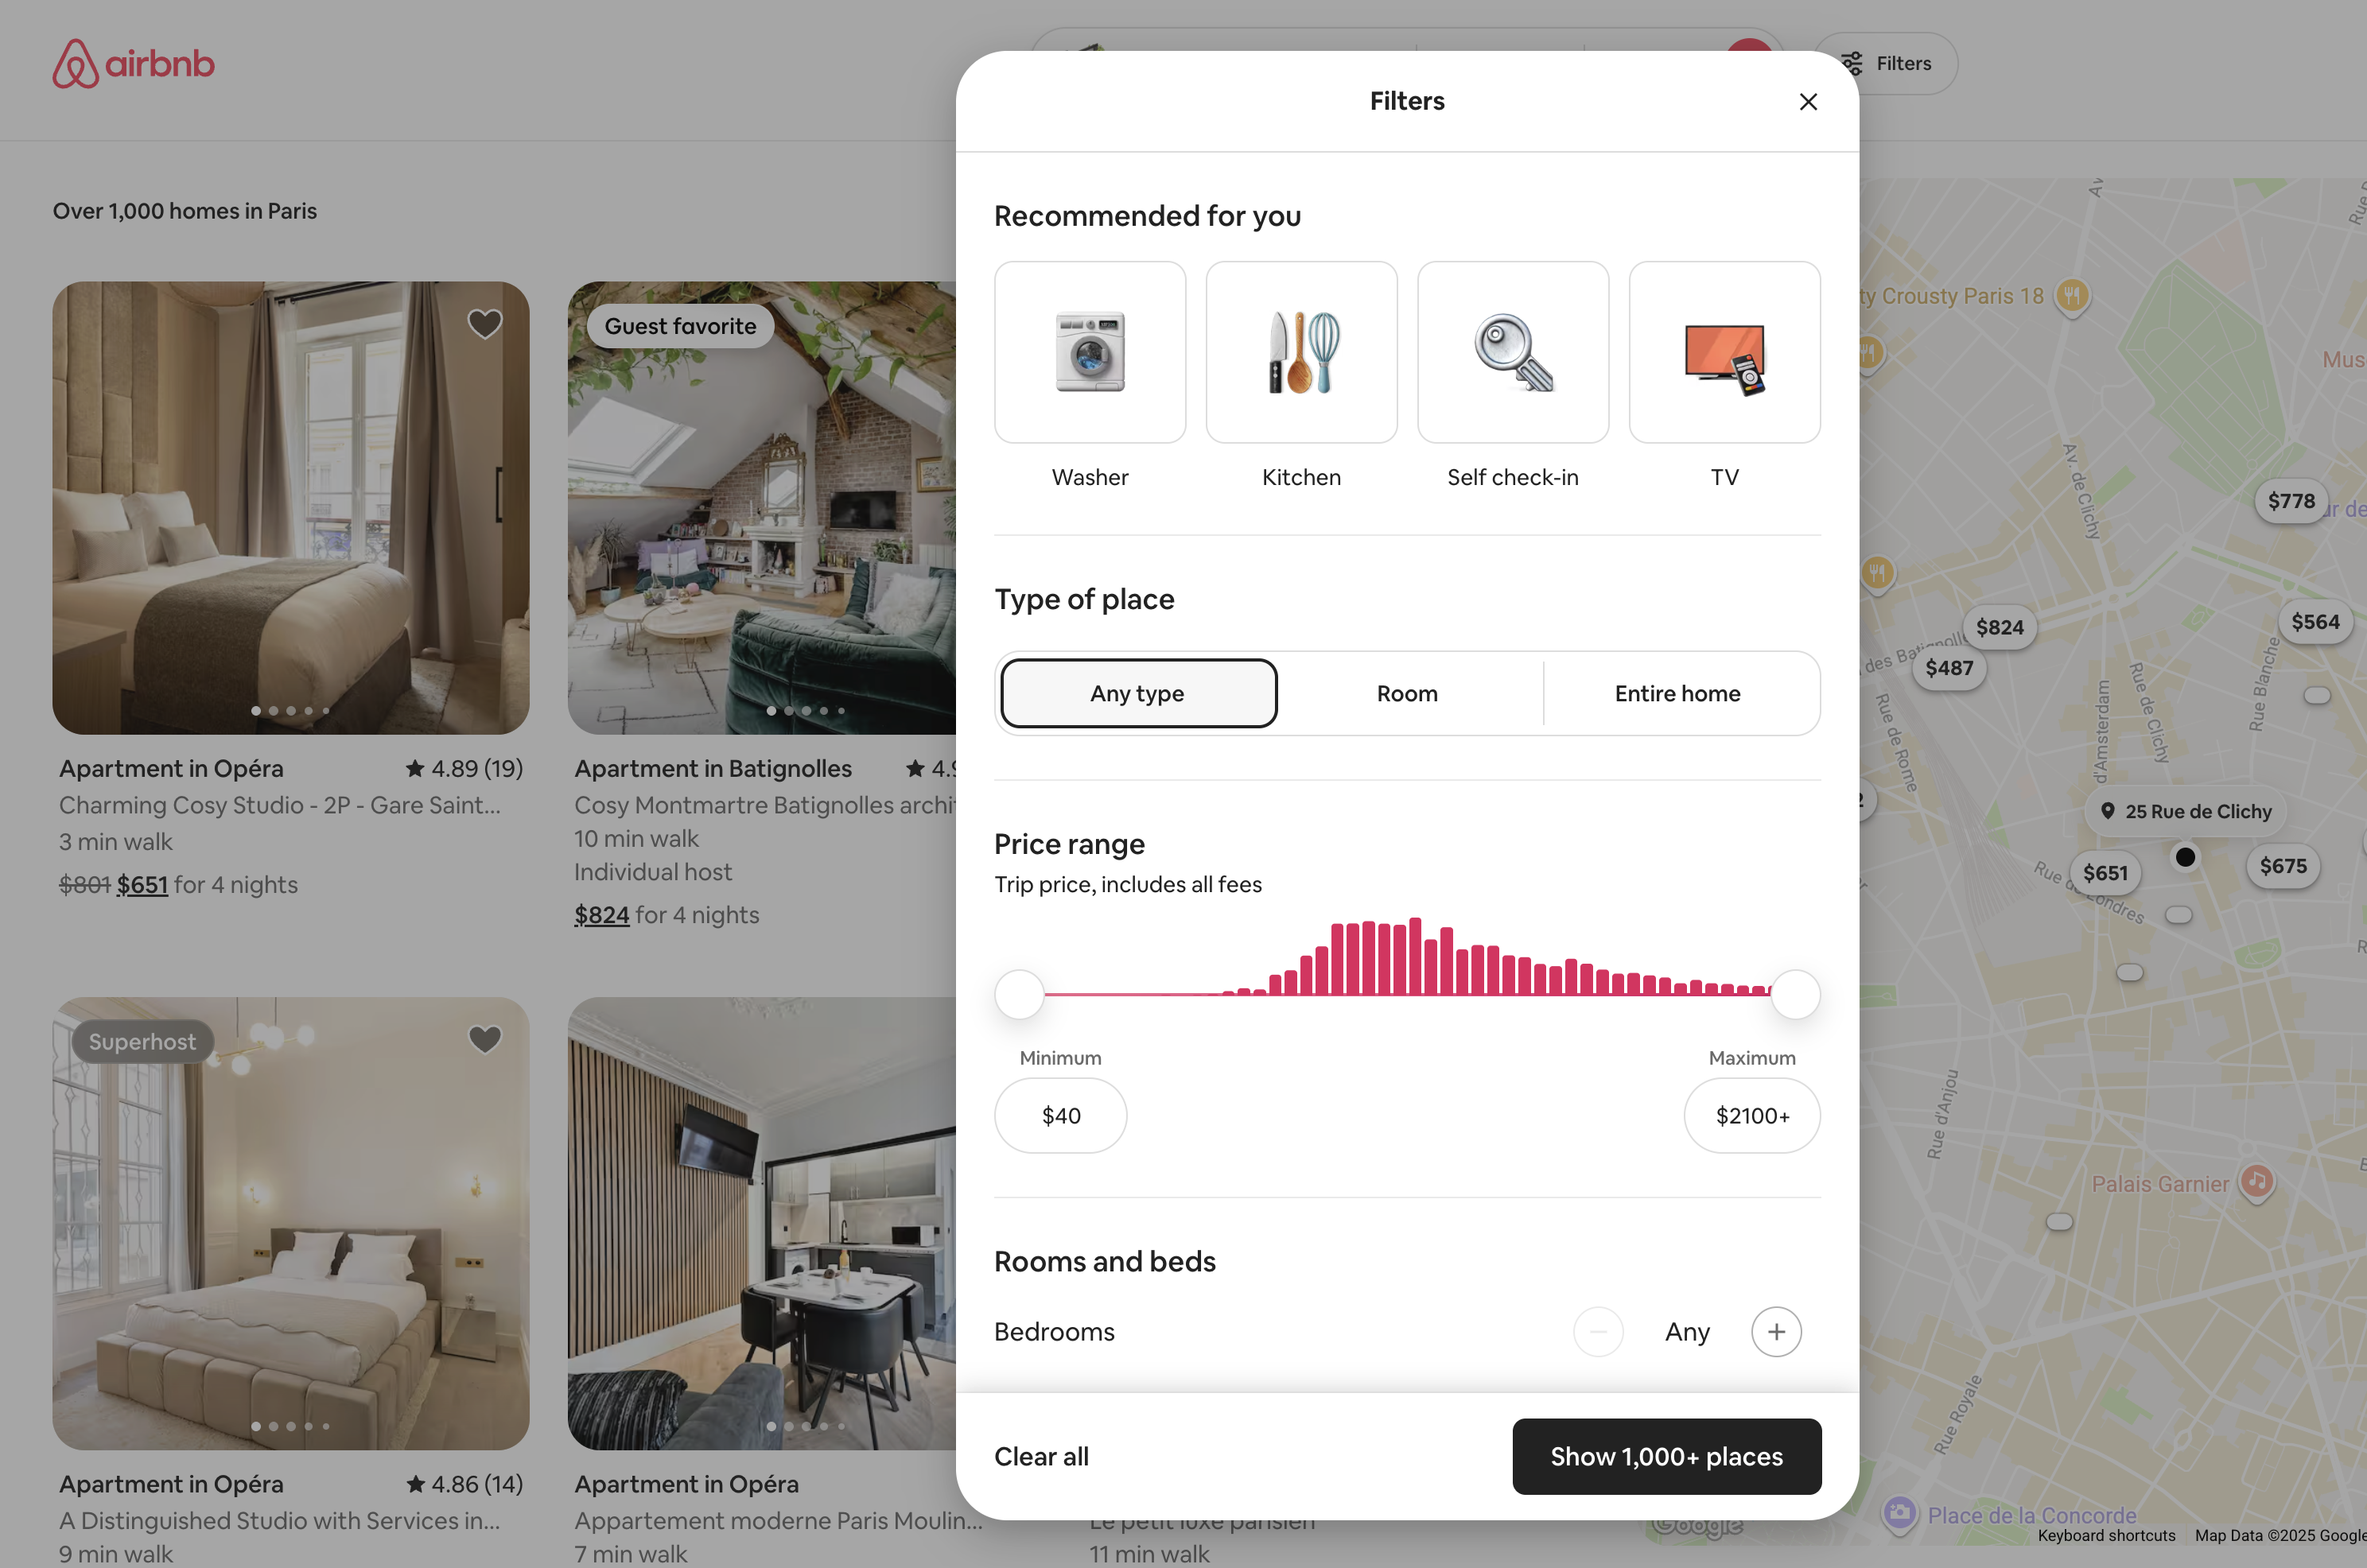 airbnb
Filters
Over 1,000 homes in Paris
Guest favorite
Apartment in Opéra
4.89 (19)
Charming Cosy Studio - 2P - Gare Saint...
3 min walk
$801 $651 for 4 nights
Apartment in Batignolles
4.9
Cosy Montmartre Batignolles archit
10 min walk
Individual host
$824 for 4 nights
Superhost
Apartment in Opéra
4.86 (14)
A Distinguished Studio with Services in...
9 min walk
Apartment in Opéra
Appartement moderne Paris Moulin...
7 min walk
Le petit luxe parisien
11 min walk
Filters
Recommended for you
Washer
Kitchen
Self check-in
TV
Type of place
Any type
Room
Entire home
Price range
Trip price, includes all fees
Minimum
Maximum
$40
$2100+
Rooms and beds
Bedrooms
Any
Clear all
Show 1,000+ places
ty Crousty Paris 18
Mus
Av. de Clichy
$778
ur de
$564
$824
des Batignolle
$487
Rue Blanche
Rue de Clichy
d'Amsterdam
Rue de Rome
2
25 Rue de Clichy
$651
$675
Rue de Londres
Rue d'Anjou
Palais Garnier
Rue Royale
Place de la Concorde
Google
Keyboard shortcuts
Map Data ©2025 Google